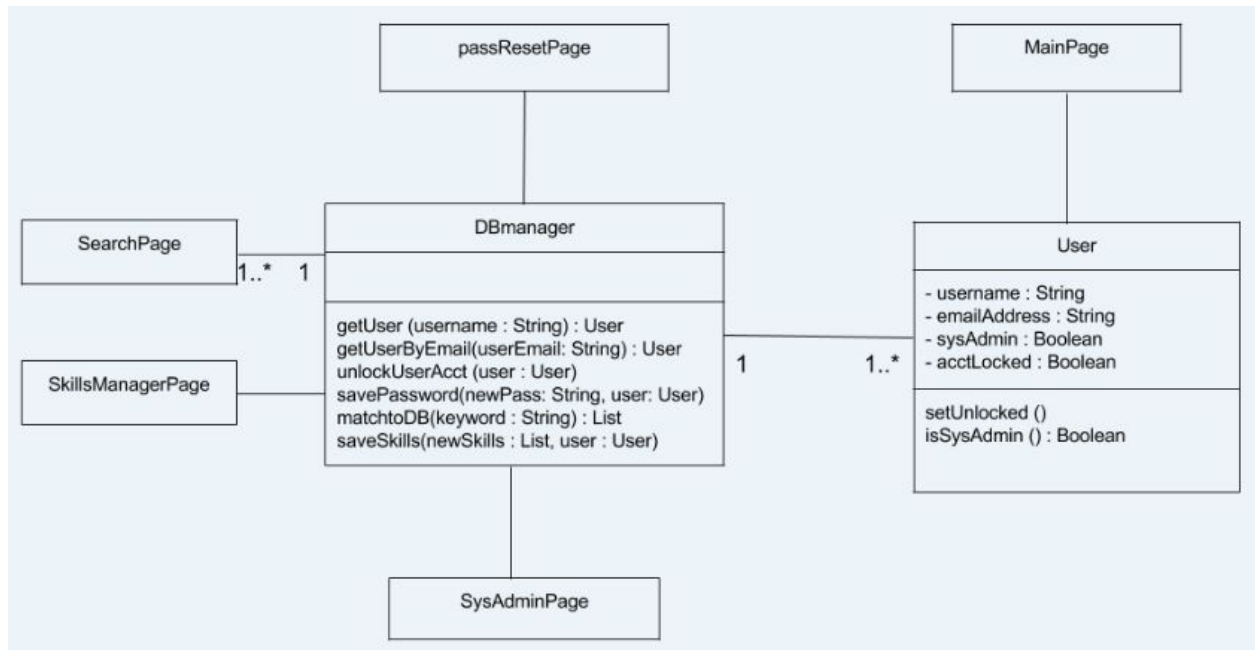 passResetPage
MainPage
SearchPage
1..* 1
SkillsManagerPage
DBmanager
getUser (username : String) : User
getUserByEmail(userEmail: String) : User
unlockUserAcct (user : User)
savePassword(newPass: String, user: User)
matchtoDB(keyword : String) : List
saveSkills(newSkills : List, user : User)
1 1..*
User
- username : String
- emailAddress : String
- sysAdmin : Boolean
- acctLocked : Boolean
setUnlocked ()
isSysAdmin () : Boolean
SysAdminPage